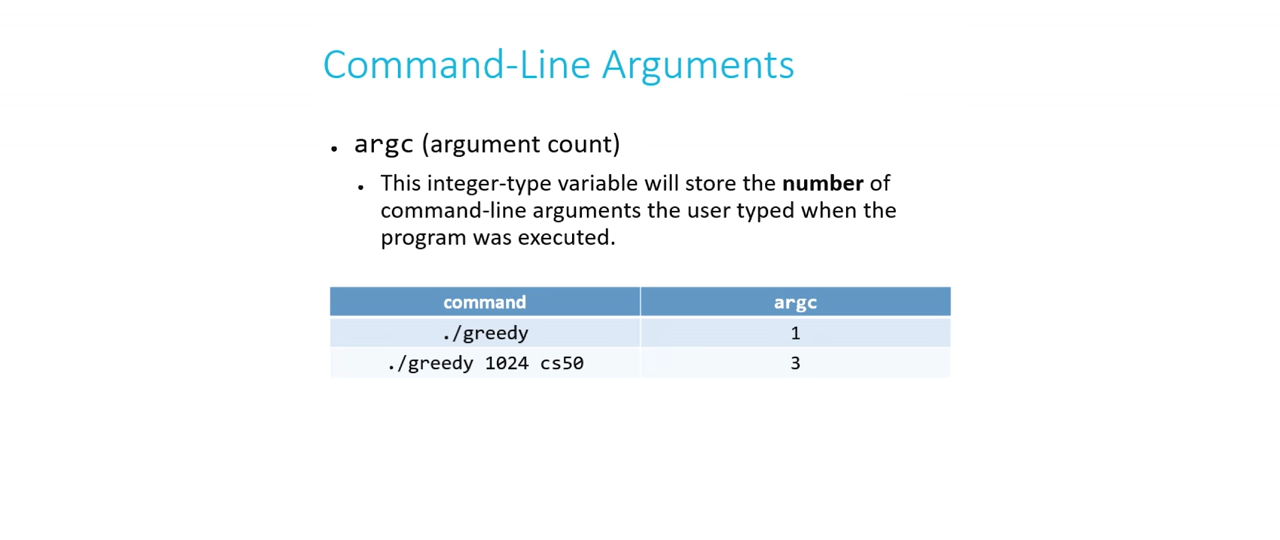 Command-Line Arguments
• argc (argument count)
• This integer-type variable will store the number of
command-line arguments the user typed when the
program was executed.
command argc
./greedy 1
./greedy 1024 cs50 3